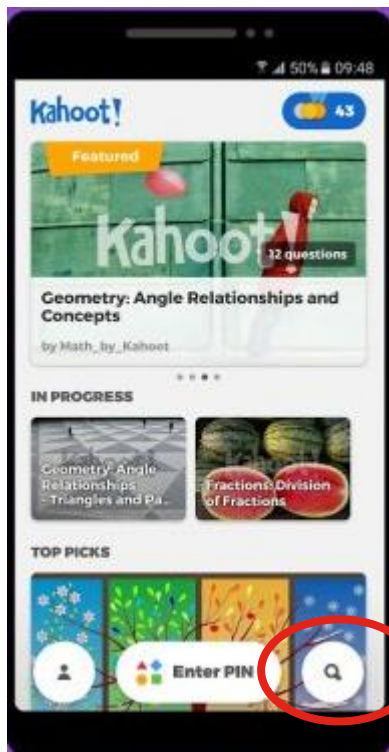 50% 09:48
Kahoot!
43
Featured
Kahoot!
12 questions
Geometry: Angle Relationships and
Concepts
by Math_by_Kahoot
IN PROGRESS
Geometry: Angle
Relationships
- Triangles and Pa...
Fractions: Division
of Fractions
TOP PICKS
Enter PIN